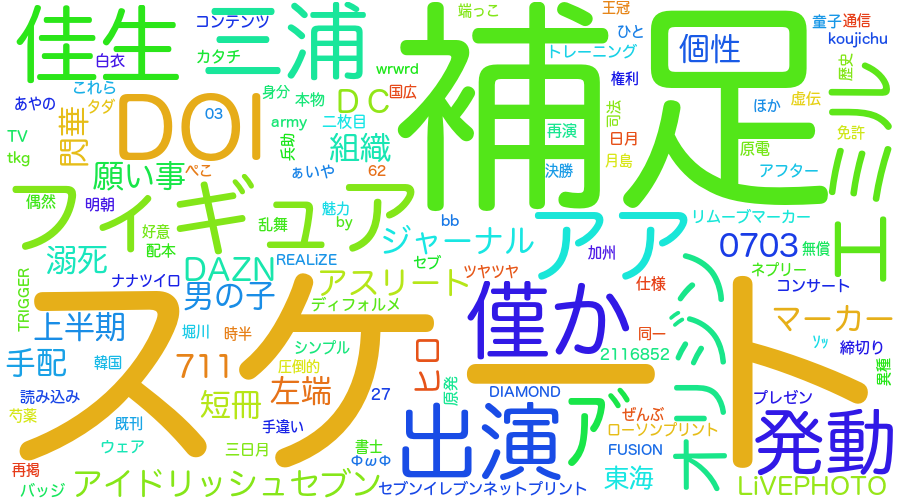 コンテンツ
端っこ
王冠
童子
通信
佳生
三浦
補足
個性
ひと
koujichu
白衣
カタチ
wrwrd
トレーニング
歴史
エミル
これら
身分
国広
権利
あやの
タダ
DOI
03
本物
DC
ほか
虚伝
閃華
army
二枚目
司法
TV
再演
日月
免許
tkg
兵助
組織
原電
月島
願い事
ぺこ
ぁいや
62
決勝
アフター
偶然
明朝
フィギュア
乱舞
魅力
by
bb
アア
リムーブマーカー
好意
配本
ジャーナル
加州
0703
無償
溺死
DAZN
REALiZE
セブ
ネプリー
ナナツイロ
アスリート
ツヤツヤ
仕様
コンサート
TRIGGER
男の子
ディフォルメ
僅か
オリジン
スケート
マーカー
上半期
堀川
時半
シンプル
ヒロ
同一
ｿｯ
締切り
手配
韓国
711
圧倒的
2116852
異種
読み込み
左端
27
原発
DIAMOND
プレゼン
芍薬
既刊
短冊
手違い
出演
ア゙
ぜんぶ
ローソンプリント
発動
ウェア
三日月
書士
FUSION
再掲
ΦωΦ
東海
バッジ
アイドリッシュセブン
セブンイレブンネットプリント
LiVEPHOTO